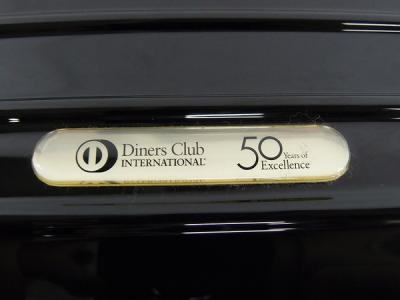 Diners Club
INTERNATIONAL
50 Years of
Excellence